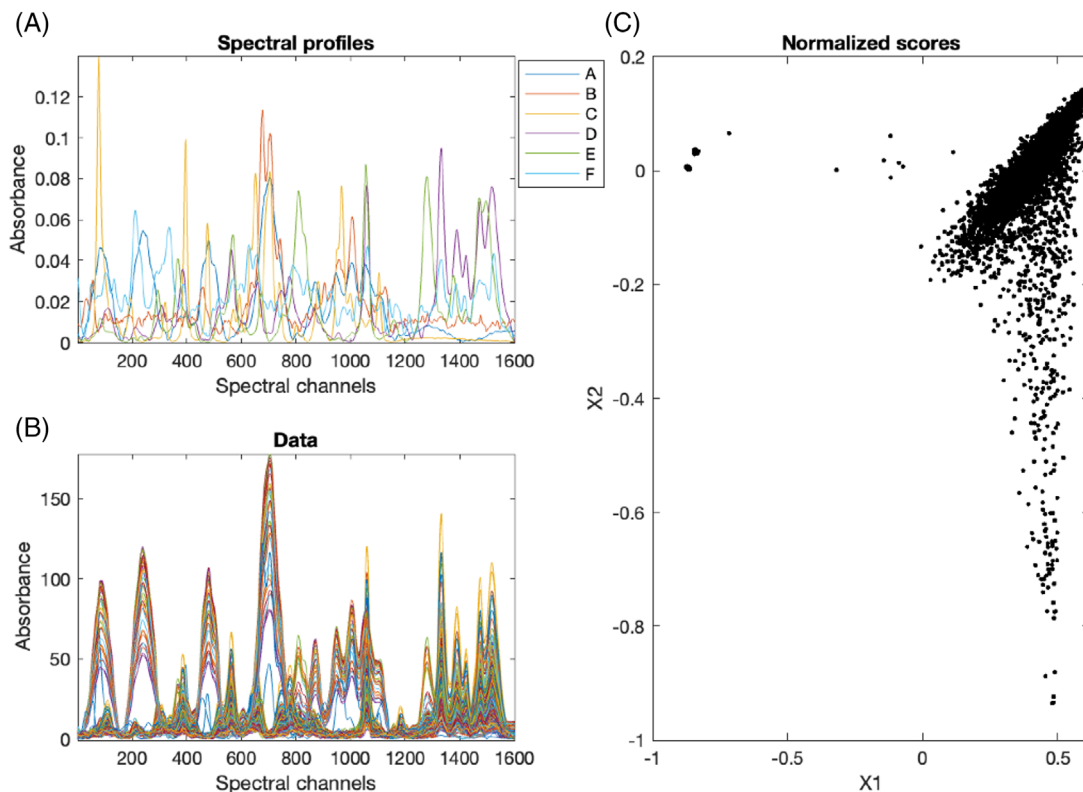 (A)
Spectral profiles
0.12
0.1
0.08
0.06
0.04
0.02
0
Absorbance
200 400 600 800 1000 1200 1400 1600
Spectral channels
A
B
C
D
E
F
(B)
Data
150
100
50
0
Absorbance
200 400 600 800 1000 1200 1400 1600
Spectral channels
(C)
Normalized scores
0.2
0
-0.2
-0.4
-0.6
-0.8
-1
X2
-1 -0.5 0 0.5
X1